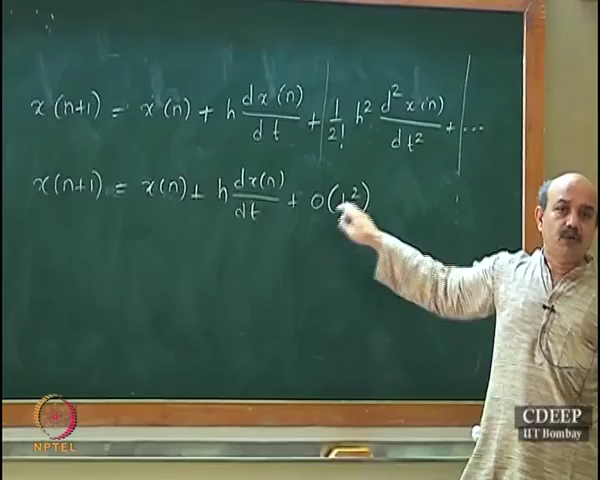 x(n+1) = x(n) + h dx(n)/dt + 1/2! h² d²x(n)/dt² + ...
x(n+1) = x(n) + h dx(n)/dt + O(h²)
NPTEL
CDEEP
IIT Bombay